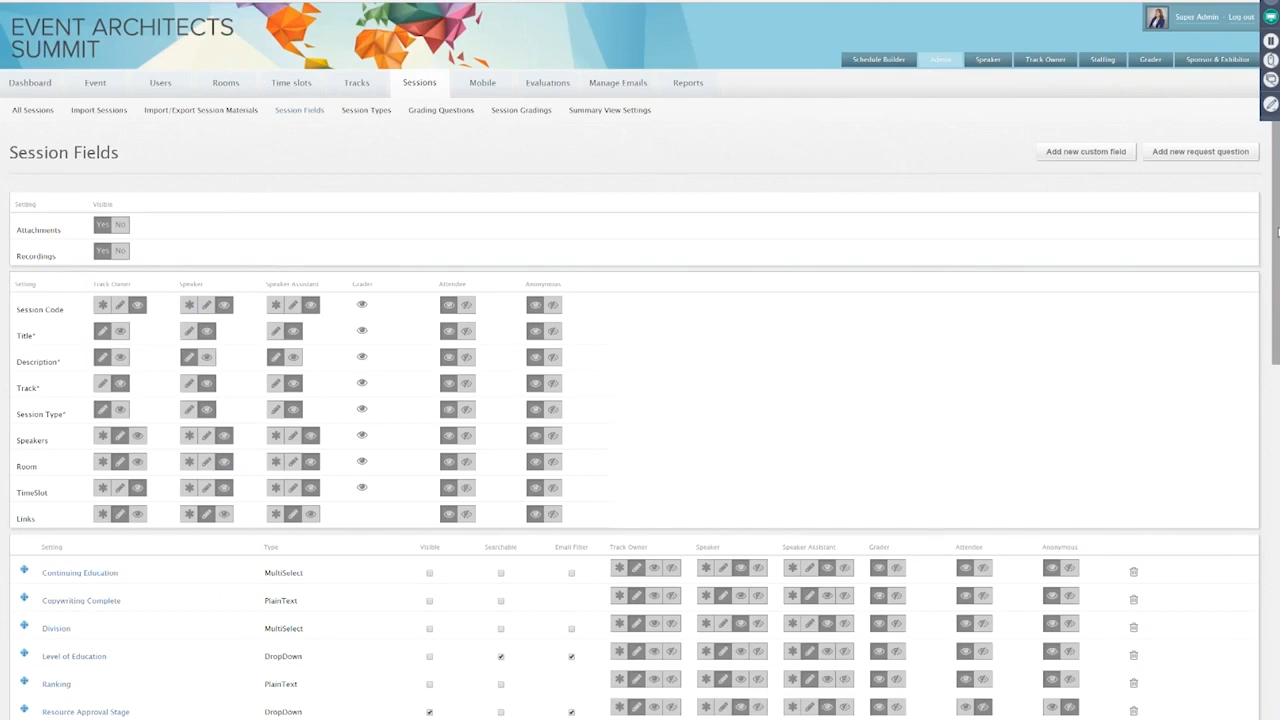 EVENT ARCHITECTS
SUMMIT
Super Admin - Log out
Schedule Builder Admin Speaker Track Owner Staffing Grader Sponsor & Exhibitor
Dashboard Event Users Rooms Time slots Tracks Sessions Mobile Evaluations Manage Emails Reports
All Sessions Import Sessions Import/Export Session Materials Session Fields Session Types Grading Questions Session Gradings Summary View Settings
Session Fields
Add new custom field Add new request question
Setting Visible
Attachments Yes No
Recordings Yes No
Setting Track Owner Speaker Speaker Assistant Grader Attendee Anonymous
Session Code
Title*
Description*
Track*
Session Type*
Speakers
Room
TimeSlot
Links
Setting Type Visible Searchable Email Filter Track Owner Speaker Speaker Assistant Grader Attendee Anonymous
Continuing Education MultiSelect
Copywriting Complete PlainText
Division MultiSelect
Level of Education DropDown
Ranking PlainText
Resource Approval Stage DropDown